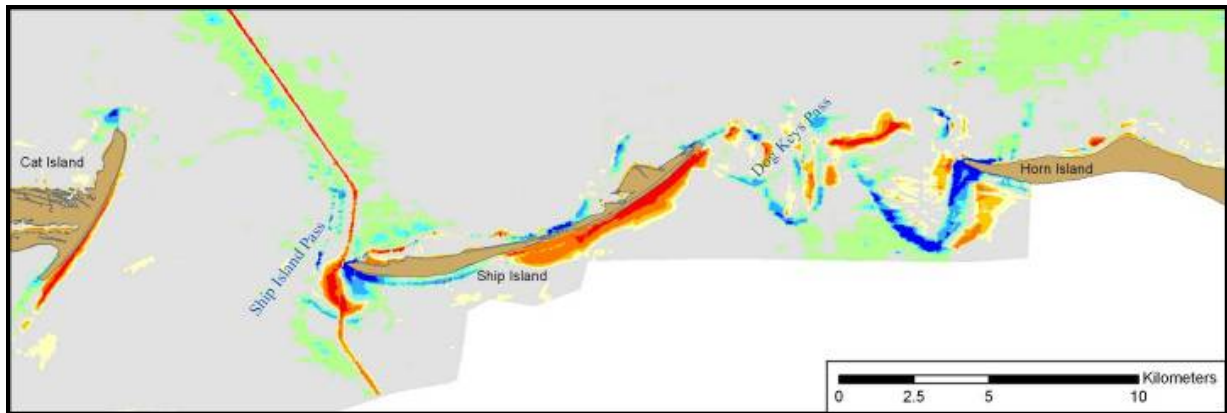 Cat Island
Ship Island Pass
Ship Island
Dog Keys Pass
Horn Island
Kilometers
0 2.5 5 10